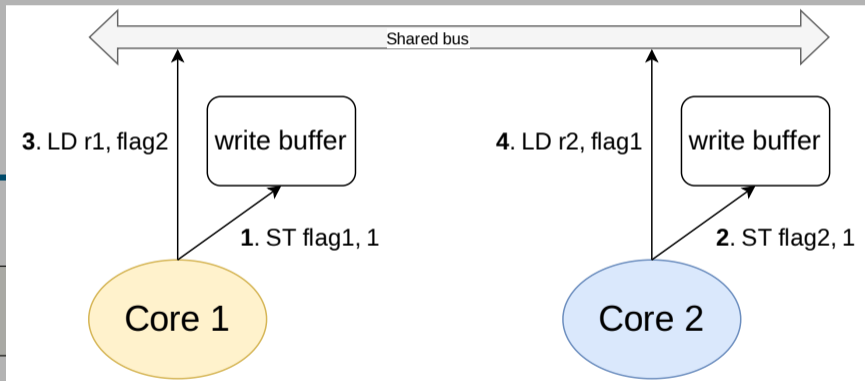 Shared bus
3. LD r1, flag2
write buffer
4. LD r2, flag1
write buffer
1. ST flag1, 1
2. ST flag2, 1
Core 1
Core 2